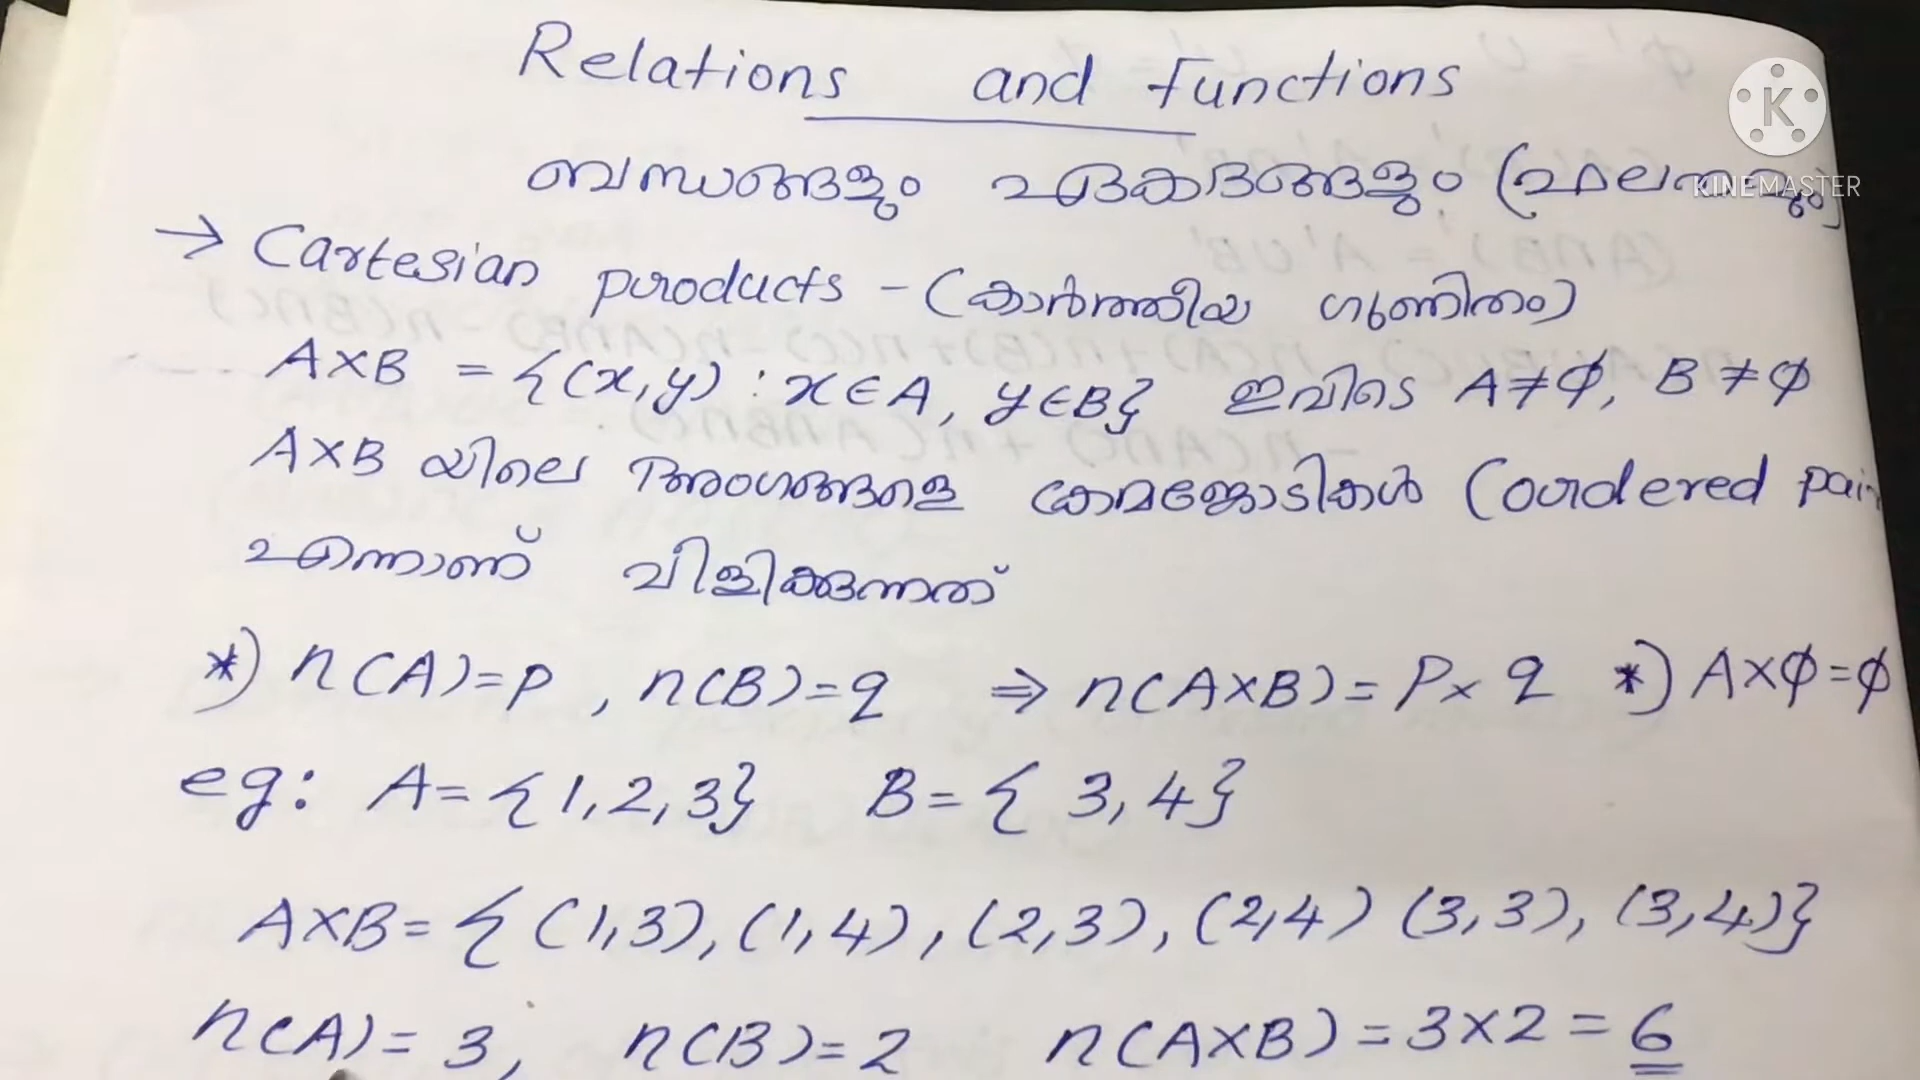 Relations and functions
ബന്ധങ്ങളും ഏകദങ്ങളും
KINEMASTER
→ Cartesian products - (കാർത്തീയ ഗുണിതം)
A×B = {(x,y) : x∈A, y∈B} ഇവിടെ A≠ϕ, B≠ϕ
A×B യിലെ അംഗങ്ങളെ ക്രമജോടികൾ (ordered pair
എന്നാണ് വിളിക്കുന്നത്
*) n(A)=p, n(B)=q ⇒ n(A×B)=p×q *) A×ϕ=ϕ
eg: A={1,2,3} B={3,4}
A×B={(1,3),(1,4),(2,3),(2,4) (3,3),(3,4)}
n(A)=3, n(B)=2 n(A×B)=3×2=6